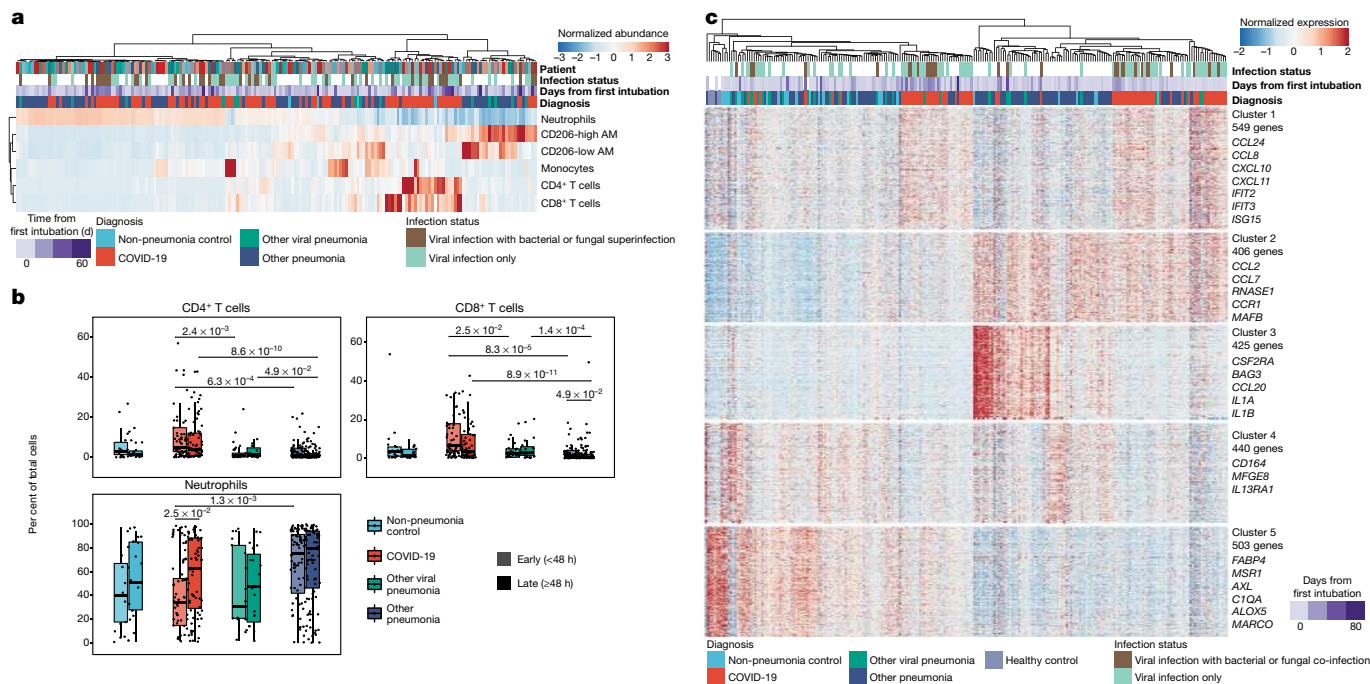 a
Normalized abundance
−3 −2 −1 0 1 2 3
Patient
Infection status
Days from first intubation
Diagnosis
Neutrophils
CD206-high AM
CD206-low AM
Monocytes
CD4⁺ T cells
CD8⁺ T cells
Time from
first intubation (d)
0 60
Diagnosis
Non-pneumonia control
COVID-19
Other viral pneumonia
Other pneumonia
Infection status
Viral infection with bacterial or fungal superinfection
Viral infection only
b
Per cent of total cells
CD4⁺ T cells
60
40
20
0
2.4 × 10⁻³
8.6 × 10⁻¹⁰
4.9 × 10⁻²
6.3 × 10⁻⁴
CD8⁺ T cells
60
40
20
0
2.5 × 10⁻²
1.4 × 10⁻⁴
8.3 × 10⁻⁵
8.9 × 10⁻¹¹
4.9 × 10⁻²
Neutrophils
100
80
60
40
20
0
1.3 × 10⁻³
2.5 × 10⁻²
Non-pneumonia
control
COVID-19
Other viral
pneumonia
Other
pneumonia
Early (<48 h)
Late (≥48 h)
c
Normalized expression
−2 −1 0 1 2
Infection status
Days from first intubation
Diagnosis
Cluster 1
549 genes
CCL24
CCL8
CXCL10
CXCL11
IFIT2
IFIT3
ISG15
Cluster 2
406 genes
CCL2
CCL7
RNASE1
CCR1
MAFB
Cluster 3
425 genes
CSF2RA
BAG3
CCL20
IL1A
IL1B
Cluster 4
440 genes
CD164
MFGE8
IL13RA1
Cluster 5
503 genes
FABP4
MSR1
AXL
C1QA
ALOX5
MARCO
Days from
first intubation
0 80
Diagnosis
Non-pneumonia control
COVID-19
Other viral pneumonia
Other pneumonia
Healthy control
Infection status
Viral infection with bacterial or fungal co-infection
Viral infection only